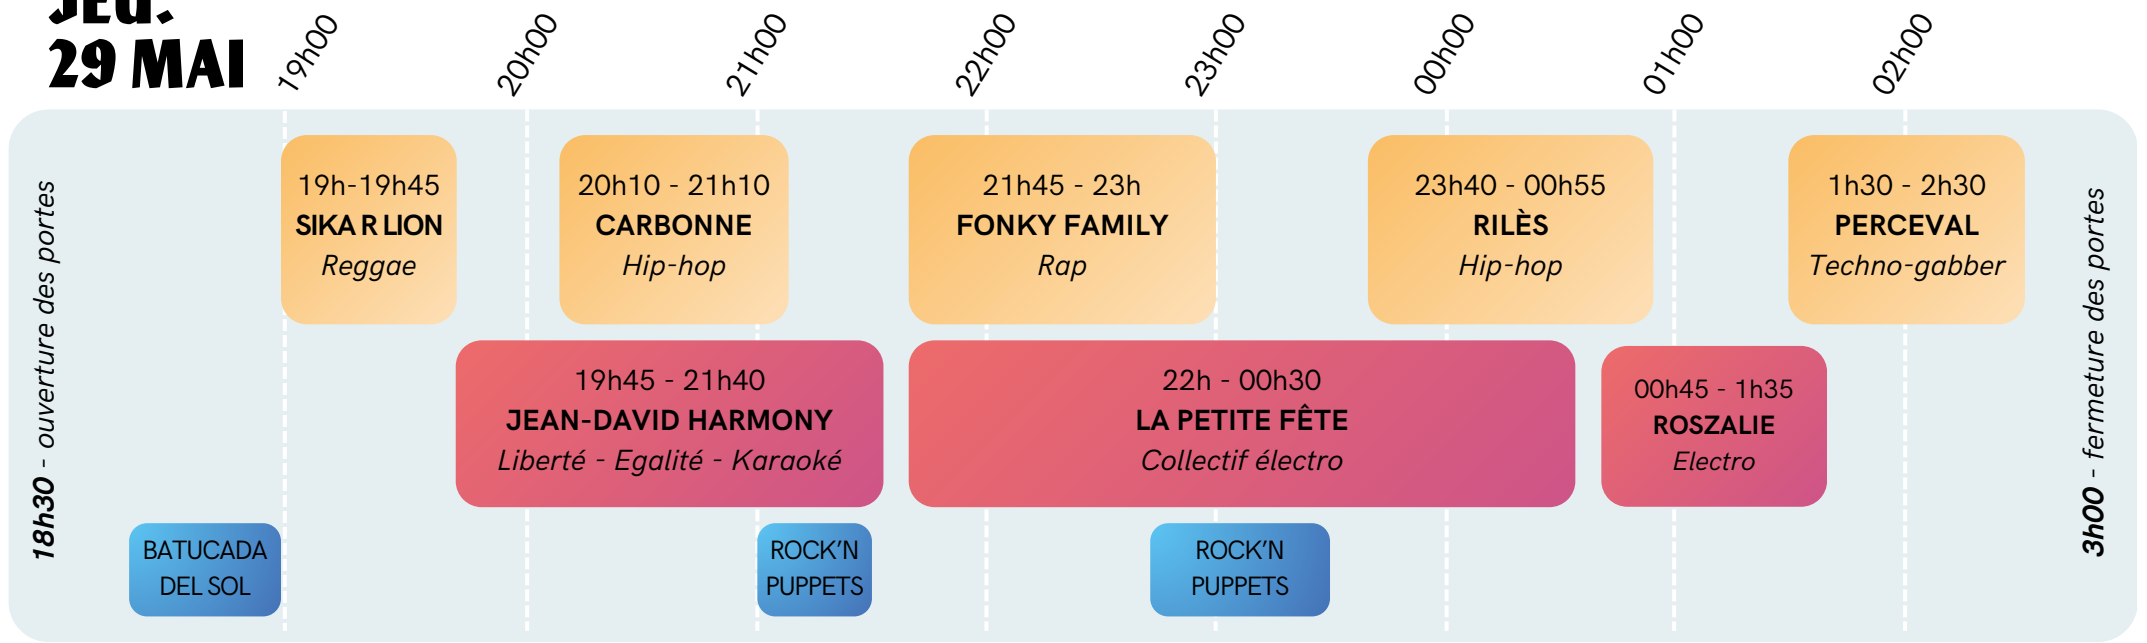 JEU.
29 MAI
19h00
20h00
21h00
22h00
23h00
00h00
01h00
02h00
18h30 - ouverture des portes
19h-19h45
SIKA R LION
Reggae
20h10 - 21h10
CARBONNE
Hip-hop
21h45 - 23h
FONKY FAMILY
Rap
23h40 - 00h55
RILÈS
Hip-hop
1h30 - 2h30
PERCEVAL
Techno-gabber
19h45 - 21h40
JEAN-DAVID HARMONY
Liberté - Egalité - Karaoké
22h - 00h30
LA PETITE FÊTE
Collectif électro
00h45 - 1h35
ROSZALIE
Electro
BATUCADA
DEL SOL
ROCK’N
PUPPETS
ROCK’N
PUPPETS
3h00 - fermeture des portes